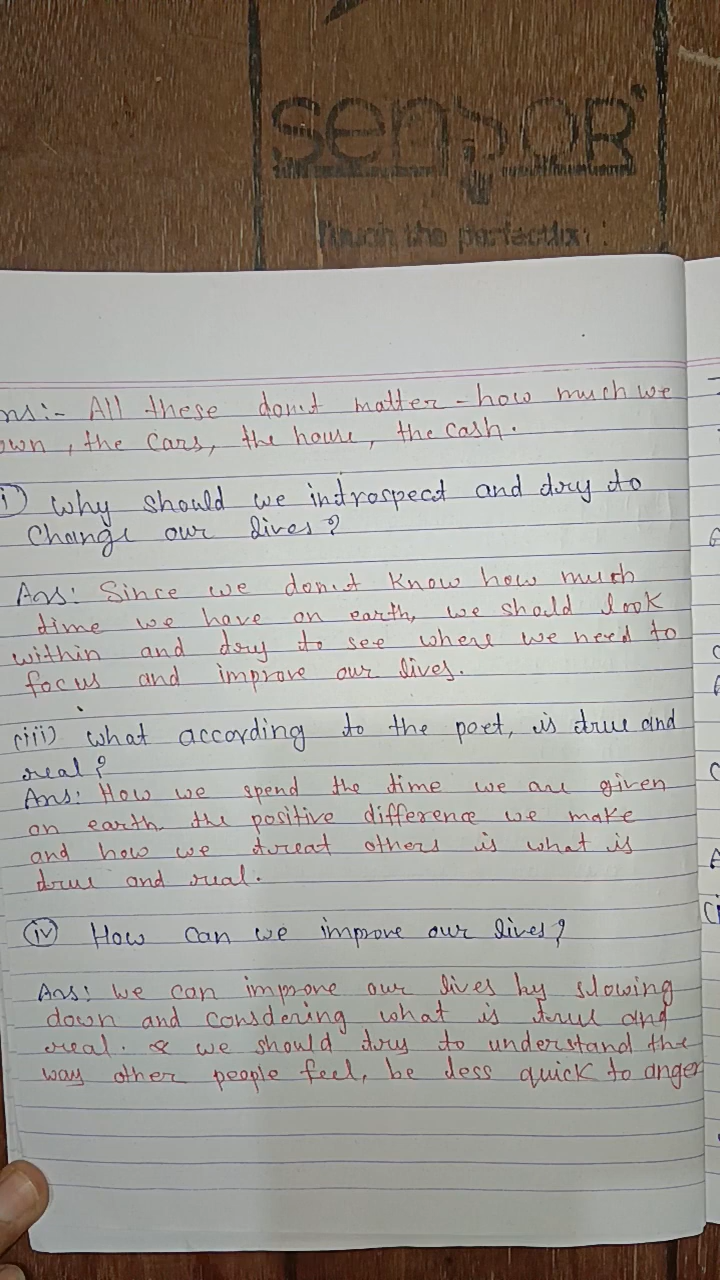 SENSOR
Touch the perfection
ns:- All these don't matter - how much we
own, the cars, the house, the cash.
i) Why should we introspect and try to
Change our lives?
Ans: Since we don't know how much
time we have on earth, we should look
within and try to see where we need to
focus and improve our lives.
(iii) what according to the poet, is true and
real?
Ans: How we spend the time we are given
on earth the positive difference we make
and how we treat others is what is
true and real.
(iv) How can we improve our lives?
Ans: we can improve our lives by slowing
down and consdering what is true and
real. & we should try to understand the
way other people feel, be less quick to anger